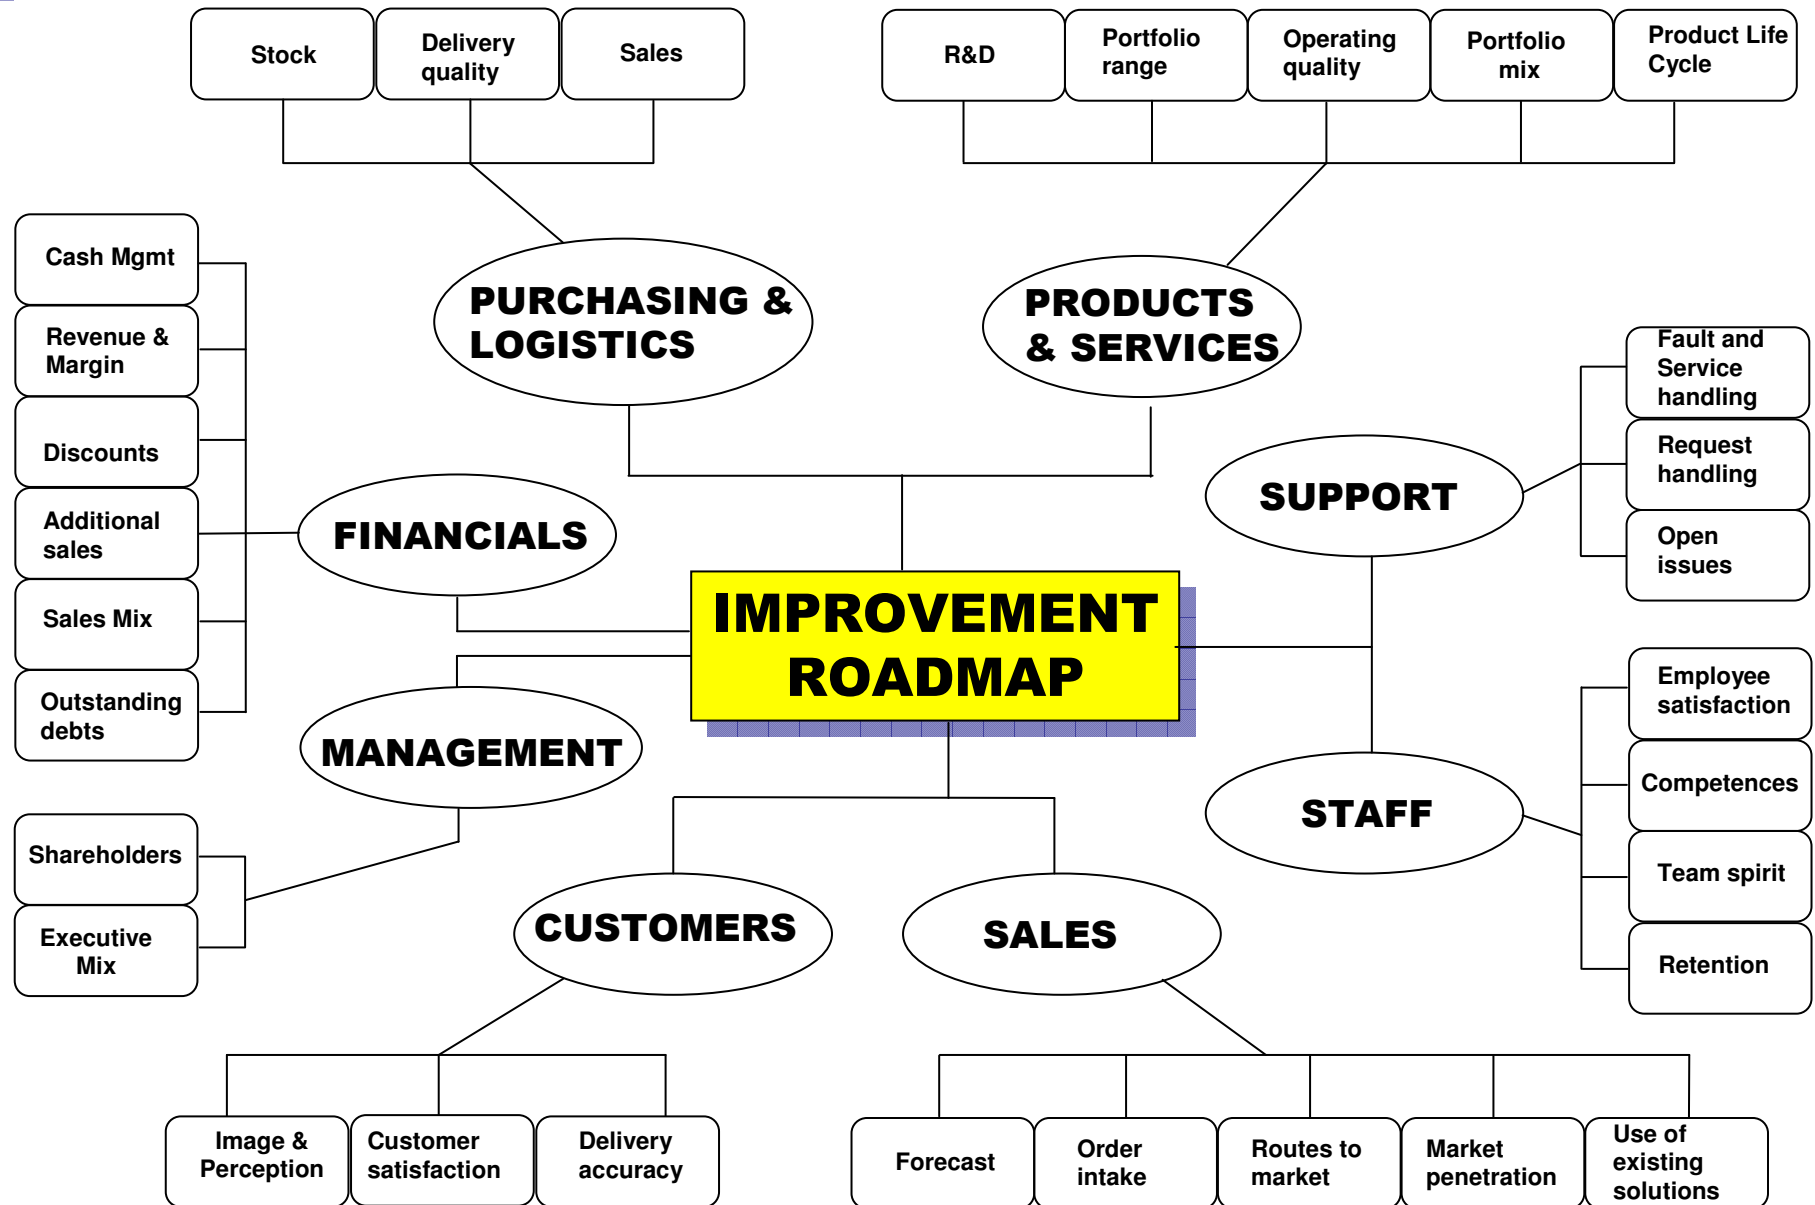 Stock
Delivery
quality
Sales
R&D
Portfolio
range
Operating
quality
Portfolio
mix
Product Life
Cycle
PURCHASING &
LOGISTICS
PRODUCTS
& SERVICES
Cash Mgmt
Revenue &
Margin
Discounts
Additional
sales
Sales Mix
Outstanding
debts
FINANCIALS
SUPPORT
Fault and
Service
handling
Request
handling
Open
issues
IMPROVEMENT
ROADMAP
MANAGEMENT
STAFF
Employee
satisfaction
Competences
Team spirit
Retention
Shareholders
Executive
Mix
CUSTOMERS
SALES
Image &
Perception
Customer
satisfaction
Delivery
accuracy
Forecast
Order
intake
Routes to
market
Market
penetration
Use of
existing
solutions